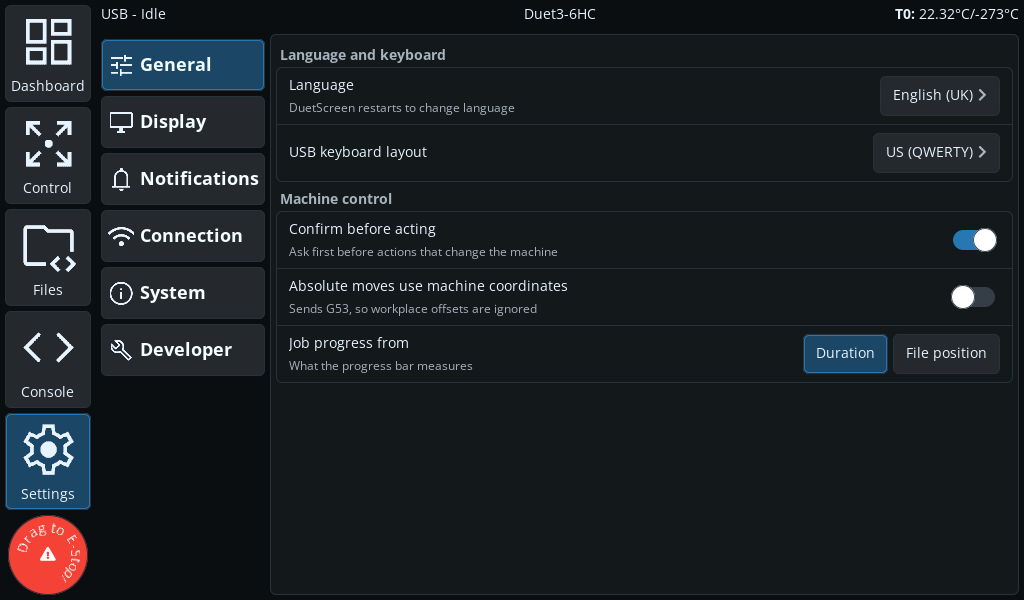 USB - Idle
Duet3-6HC
T0: 22.32°C/-273°C
Dashboard
Control
Files
Console
Settings
Drag to E-Stop!
General
Display
Notifications
Connection
System
Developer
Language and keyboard
Language
DuetScreen restarts to change language
English (UK)
USB keyboard layout
US (QWERTY)
Machine control
Confirm before acting
Ask first before actions that change the machine
Absolute moves use machine coordinates
Sends G53, so workplace offsets are ignored
Job progress from
What the progress bar measures
Duration
File position